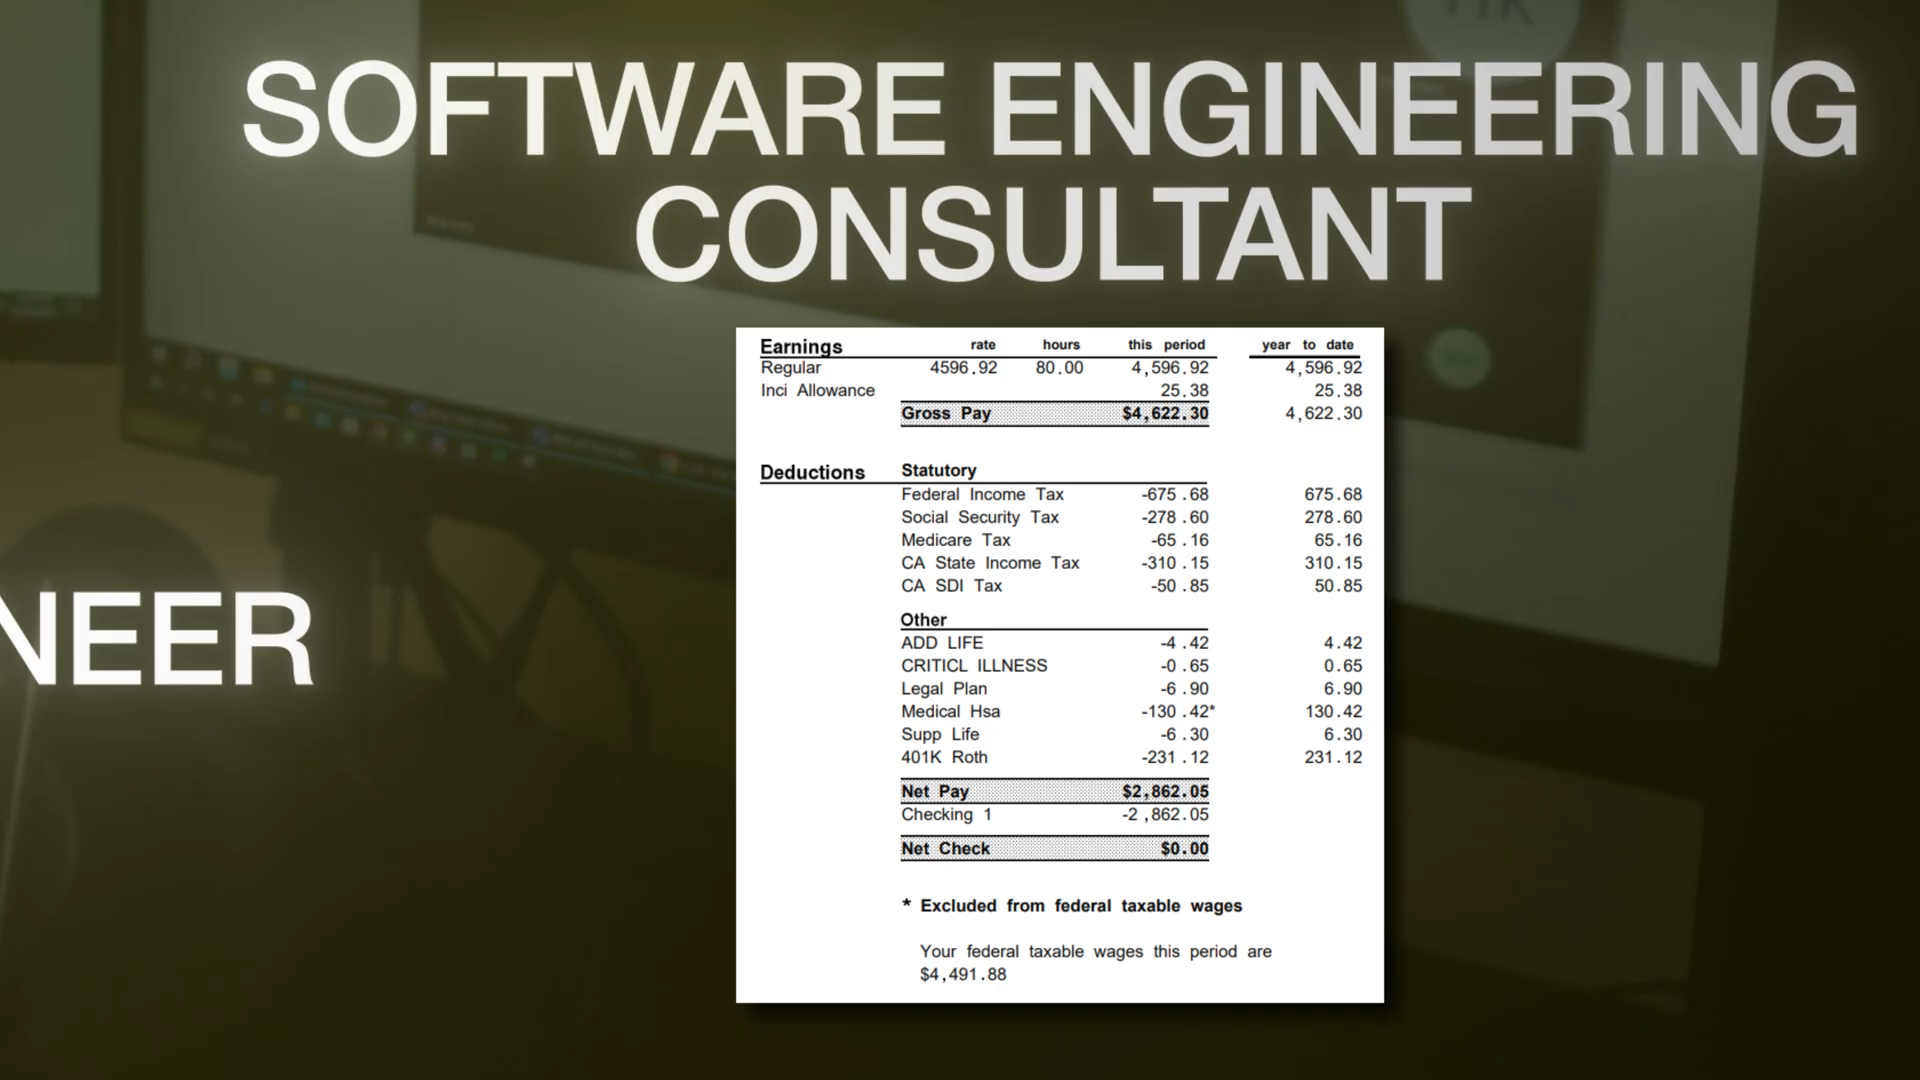 HK
SOFTWARE ENGINEERING
CONSULTANT
NEER
Earnings rate hours this period year to date
Regular 4596.92 80.00 4,596.92 4,596.92
Inci Allowance 25.38 25.38
Gross Pay $4,622.30 4,622.30
Deductions Statutory
Federal Income Tax -675.68 675.68
Social Security Tax -278.60 278.60
Medicare Tax -65.16 65.16
CA State Income Tax -310.15 310.15
CA SDI Tax -50.85 50.85
Other
ADD LIFE -4.42 4.42
CRITICL ILLNESS -0.65 0.65
Legal Plan -6.90 6.90
Medical Hsa -130.42* 130.42
Supp Life -6.30 6.30
401K Roth -231.12 231.12
Net Pay $2,862.05
Checking 1 -2,862.05
Net Check $0.00
* Excluded from federal taxable wages
Your federal taxable wages this period are
$4,491.88